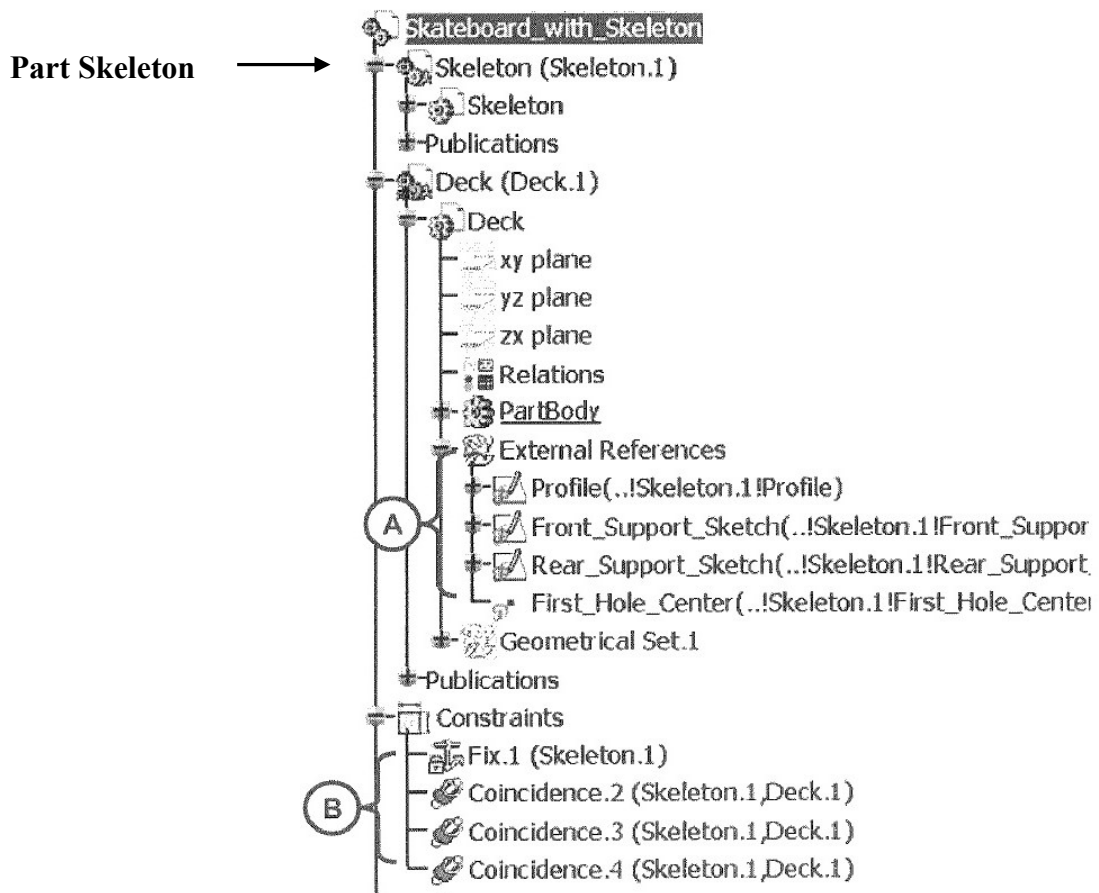 Skateboard_with_Skeleton
Part Skeleton
Skeleton (Skeleton.1)
Skeleton
Publications
Deck (Deck.1)
Deck
xy plane
yz plane
zx plane
Relations
PartBody
External References
Profile(..!Skeleton.1!Profile)
A
Front_Support_Sketch(..!Skeleton.1!Front_Suppor
Rear_Support_Sketch(..!Skeleton.1!Rear_Support_
First_Hole_Center(..!Skeleton.1!First_Hole_Center
Geometrical Set.1
Publications
Constraints
Fix.1 (Skeleton.1)
Coincidence.2 (Skeleton.1,Deck.1)
B
Coincidence.3 (Skeleton.1,Deck.1)
Coincidence.4 (Skeleton.1,Deck.1)